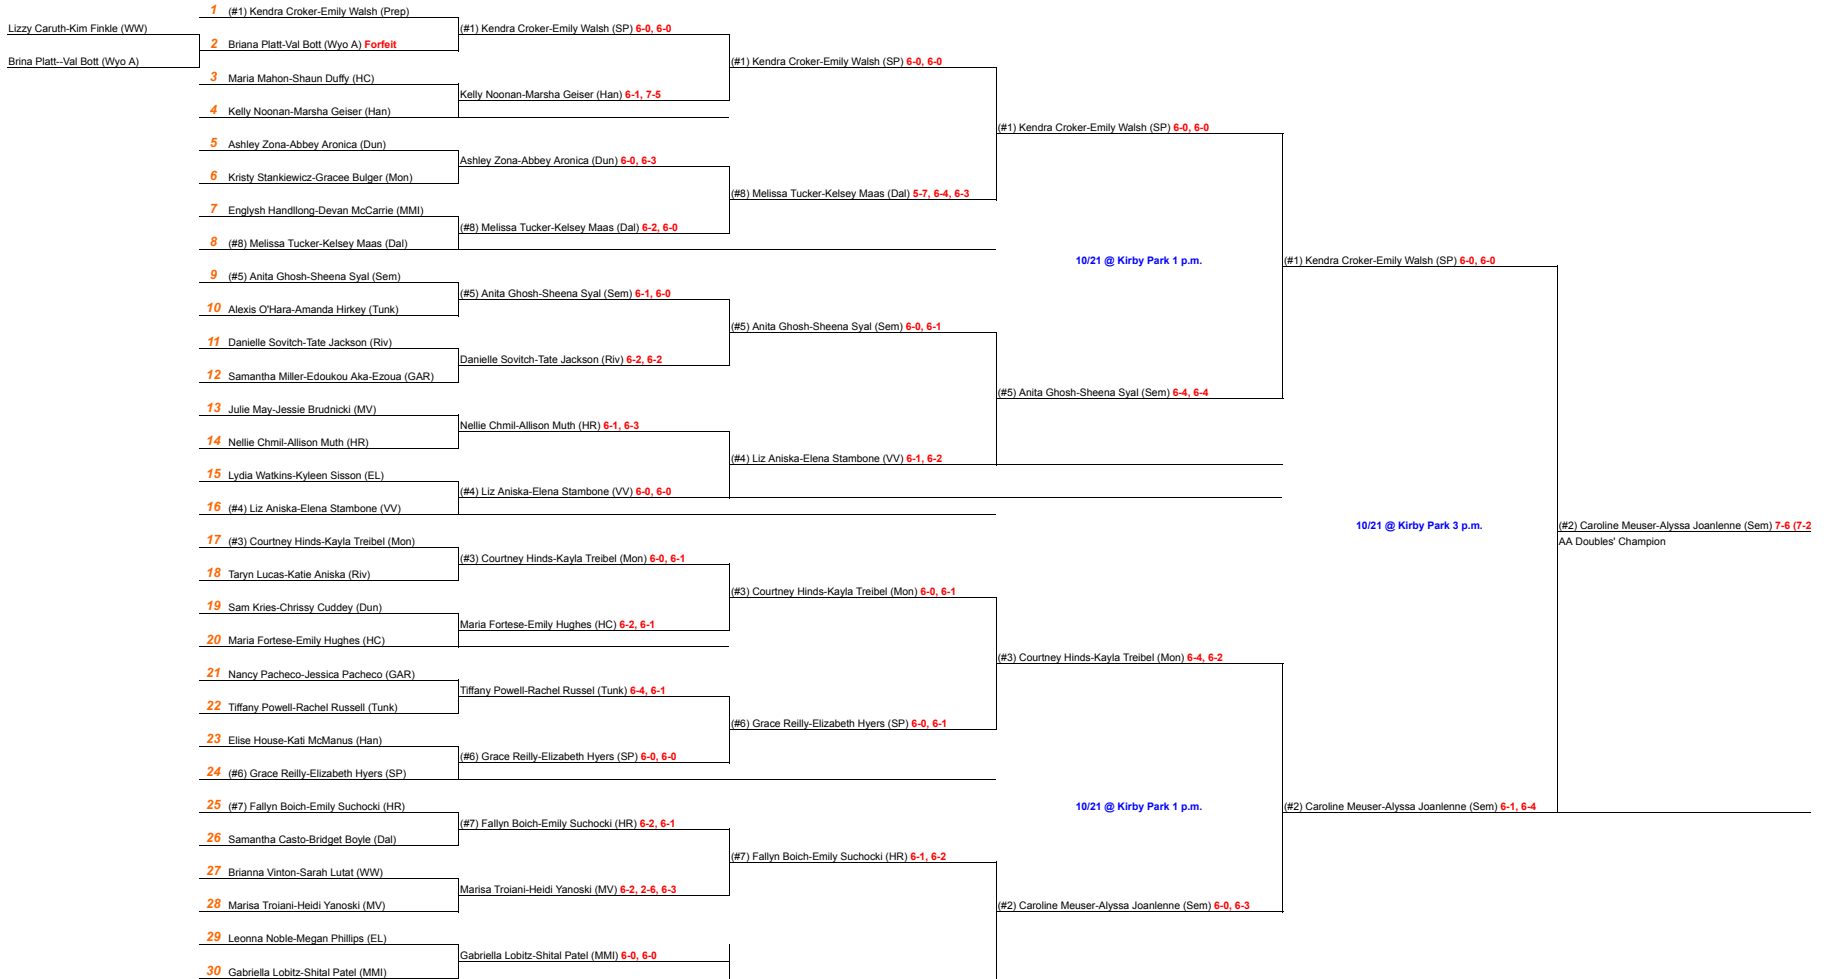 1 (#1) Kendra Croker-Emily Walsh (Prep)
Lizzy Caruth-Kim Finkle (WW)
(#1) Kendra Croker-Emily Walsh (SP) 6-0, 6-0
2 Briana Platt-Val Bott (Wyo A) Forfeit
Brina Platt--Val Bott (Wyo A)
(#1) Kendra Croker-Emily Walsh (SP) 6-0, 6-0
3 Maria Mahon-Shaun Duffy (HC)
Kelly Noonan-Marsha Geiser (Han) 6-1, 7-5
4 Kelly Noonan-Marsha Geiser (Han)
(#1) Kendra Croker-Emily Walsh (SP) 6-0, 6-0
5 Ashley Zona-Abbey Aronica (Dun)
Ashley Zona-Abbey Aronica (Dun) 6-0, 6-3
6 Kristy Stankiewicz-Gracee Bulger (Mon)
(#8) Melissa Tucker-Kelsey Maas (Dal) 5-7, 6-4, 6-3
7 Englysh Handllong-Devan McCarrie (MMI)
(#8) Melissa Tucker-Kelsey Maas (Dal) 6-2, 6-0
8 (#8) Melissa Tucker-Kelsey Maas (Dal)
10/21 @ Kirby Park 1 p.m.
(#1) Kendra Croker-Emily Walsh (SP) 6-0, 6-0
9 (#5) Anita Ghosh-Sheena Syal (Sem)
(#5) Anita Ghosh-Sheena Syal (Sem) 6-1, 6-0
10 Alexis O'Hara-Amanda Hirkey (Tunk)
(#5) Anita Ghosh-Sheena Syal (Sem) 6-0, 6-1
11 Danielle Sovitch-Tate Jackson (Riv)
Danielle Sovitch-Tate Jackson (Riv) 6-2, 6-2
12 Samantha Miller-Edoukou Aka-Ezoua (GAR)
(#5) Anita Ghosh-Sheena Syal (Sem) 6-4, 6-4
13 Julie May-Jessie Brudnicki (MV)
Nellie Chmil-Allison Muth (HR) 6-1, 6-3
14 Nellie Chmil-Allison Muth (HR)
(#4) Liz Aniska-Elena Stambone (VV) 6-1, 6-2
15 Lydia Watkins-Kyleen Sisson (EL)
(#4) Liz Aniska-Elena Stambone (VV) 6-0, 6-0
16 (#4) Liz Aniska-Elena Stambone (VV)
10/21 @ Kirby Park 3 p.m.
(#2) Caroline Meuser-Alyssa Joanlenne (Sem) 7-6 (7-2
AA Doubles' Champion
17 (#3) Courtney Hinds-Kayla Treibel (Mon)
(#3) Courtney Hinds-Kayla Treibel (Mon) 6-0, 6-1
18 Taryn Lucas-Katie Aniska (Riv)
(#3) Courtney Hinds-Kayla Treibel (Mon) 6-0, 6-1
19 Sam Kries-Chrissy Cuddey (Dun)
Maria Fortese-Emily Hughes (HC) 6-2, 6-1
20 Maria Fortese-Emily Hughes (HC)
(#3) Courtney Hinds-Kayla Treibel (Mon) 6-4, 6-2
21 Nancy Pacheco-Jessica Pacheco (GAR)
Tiffany Powell-Rachel Russel (Tunk) 6-4, 6-1
22 Tiffany Powell-Rachel Russell (Tunk)
(#6) Grace Reilly-Elizabeth Hyers (SP) 6-0, 6-1
23 Elise House-Kati McManus (Han)
(#6) Grace Reilly-Elizabeth Hyers (SP) 6-0, 6-0
24 (#6) Grace Reilly-Elizabeth Hyers (SP)
25 (#7) Fallyn Boich-Emily Suchocki (HR)
10/21 @ Kirby Park 1 p.m.
(#2) Caroline Meuser-Alyssa Joanlenne (Sem) 6-1, 6-4
(#7) Fallyn Boich-Emily Suchocki (HR) 6-2, 6-1
26 Samantha Casto-Bridget Boyle (Dal)
(#7) Fallyn Boich-Emily Suchocki (HR) 6-1, 6-2
27 Brianna Vinton-Sarah Lutat (WW)
Marisa Troiani-Heidi Yanoski (MV) 6-2, 2-6, 6-3
28 Marisa Troiani-Heidi Yanoski (MV)
(#2) Caroline Meuser-Alyssa Joanlenne (Sem) 6-0, 6-3
29 Leonna Noble-Megan Phillips (EL)
Gabriella Lobitz-Shital Patel (MMI) 6-0, 6-0
30 Gabriella Lobitz-Shital Patel (MMI)